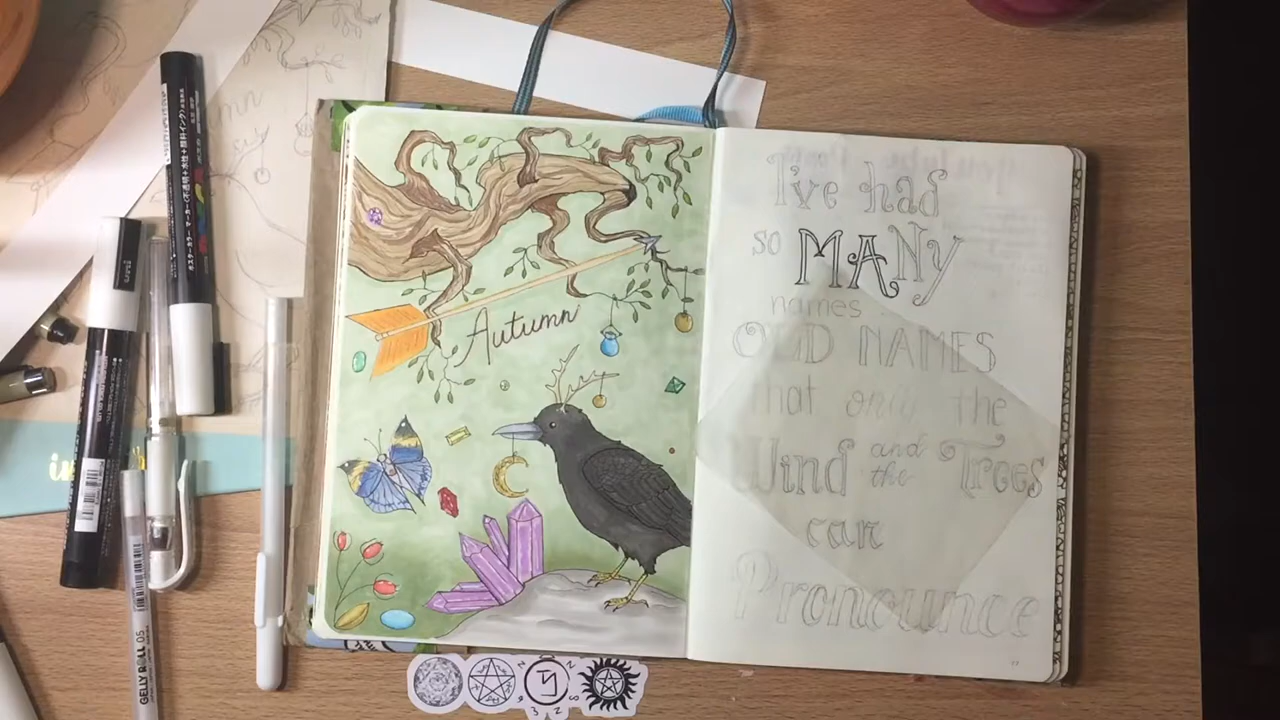 Autumn
I've had
so MANY
names
OLD NAMES
that only the
Wind and the Trees
can
Pronounce
GELLY ROLL 05